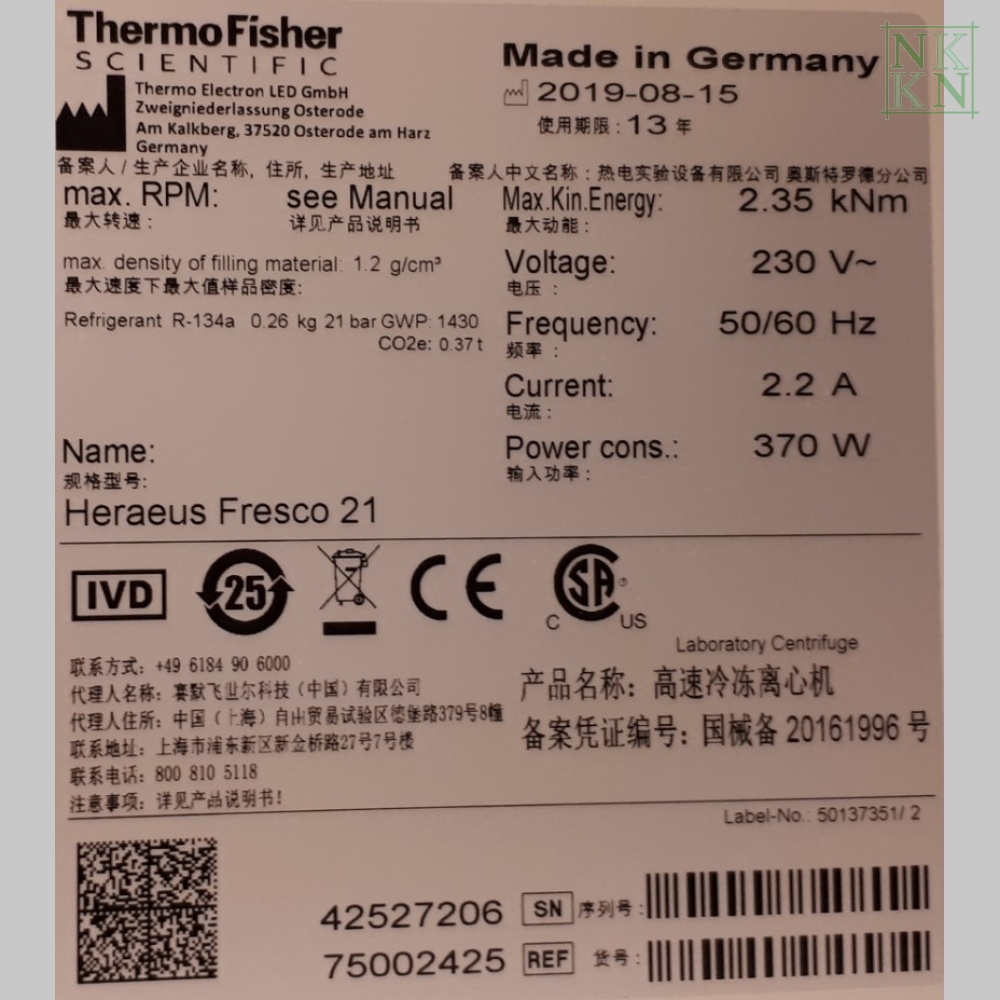 ThermoFisher
SCIENTIFIC
Thermo Electron LED GmbH
Zweigniederlassung Osterode
Am Kalkberg, 37520 Osterode am Harz
Germany
备案人 / 生产企业名称, 住所, 生产地址
Made in Germany
2019-08-15
使用期限 : 13 年
备案人中文名称 : 热电实验设备有限公司 奥斯特罗德分公司
NK
KN
max. RPM: see Manual
最大转速 : 详见产品说明书
max. density of filling material: 1.2 g/cm³
最大速度下最大值样品密度:
Refrigerant R-134a 0.26 kg 21 bar GWP: 1430
CO2e: 0.37 t
Name:
规格型号:
Heraeus Fresco 21
Max.Kin.Energy: 2.35 kNm
最大动能 :
Voltage: 230 V~
电压 :
Frequency: 50/60 Hz
频率 :
Current: 2.2 A
电流 :
Power cons.: 370 W
输入功率 :
IVD
25
CE
CSA®
C US
联系方式: +49 6184 90 6000
代理人名称: 赛默飞世尔科技（中国）有限公司
代理人住所: 中国（上海）自由贸易试验区德堡路379号8幢
联系地址: 上海市浦东新区新金桥路27号7号楼
联系电话: 800 810 5118
注意事项: 详见产品说明书!
Laboratory Centrifuge
产品名称: 高速冷冻离心机
备案凭证编号: 国械备 20161996 号
Label-No.: 50137351/ 2
42527206 SN 序列号 :
75002425 REF 货号 :